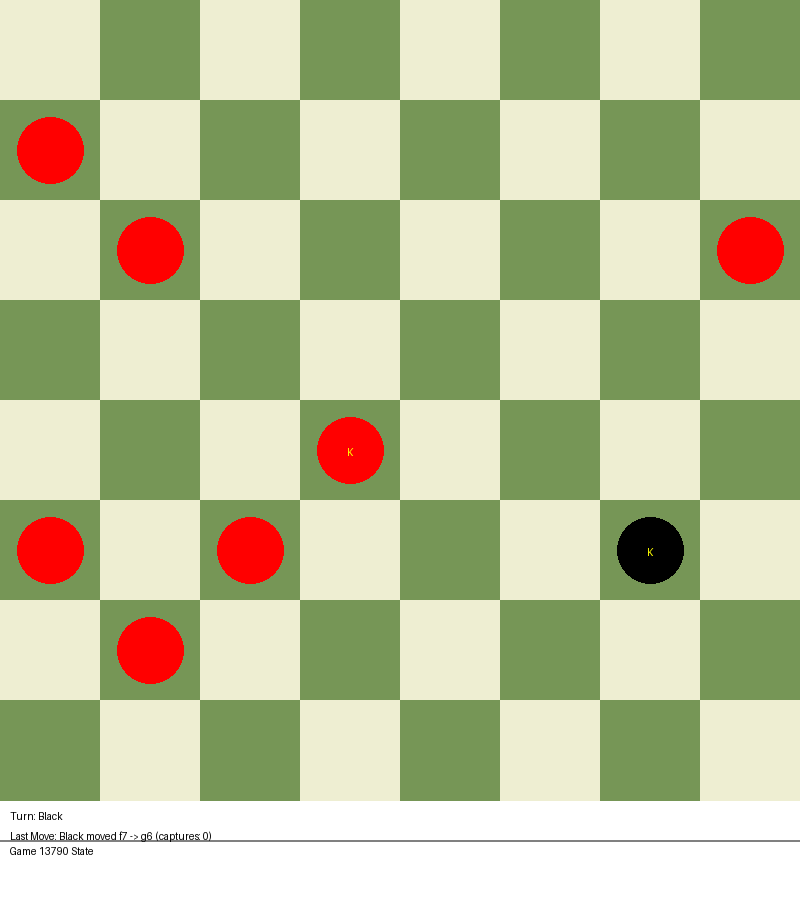 K
K
Turn: Black
Last Move: Black moved f7 -> g6 (captures: 0)
Game 13790 State